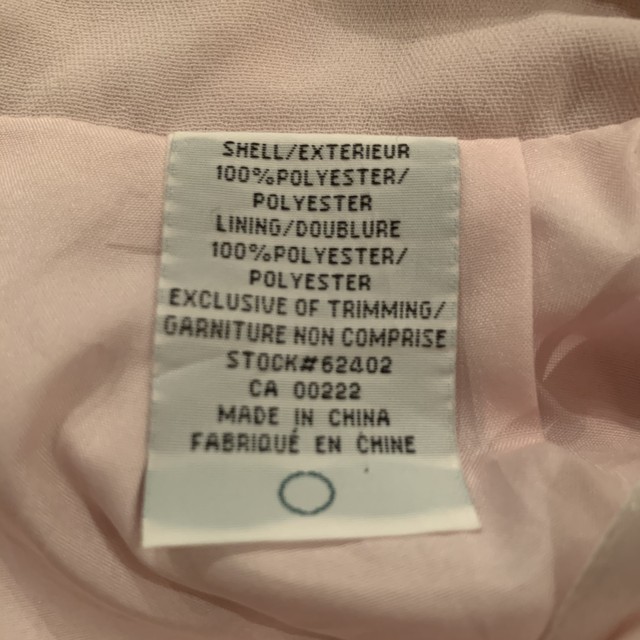 SHELL/EXTERIEUR
100%POLYESTER/
POLYESTER
LINING/DOUBLURE
100%POLYESTER/
POLYESTER
EXCLUSIVE OF TRIMMING/
GARNITURE NON COMPRISE
STOCK#62402
CA 00222
MADE IN CHINA
FABRIQUÉ EN CHINE